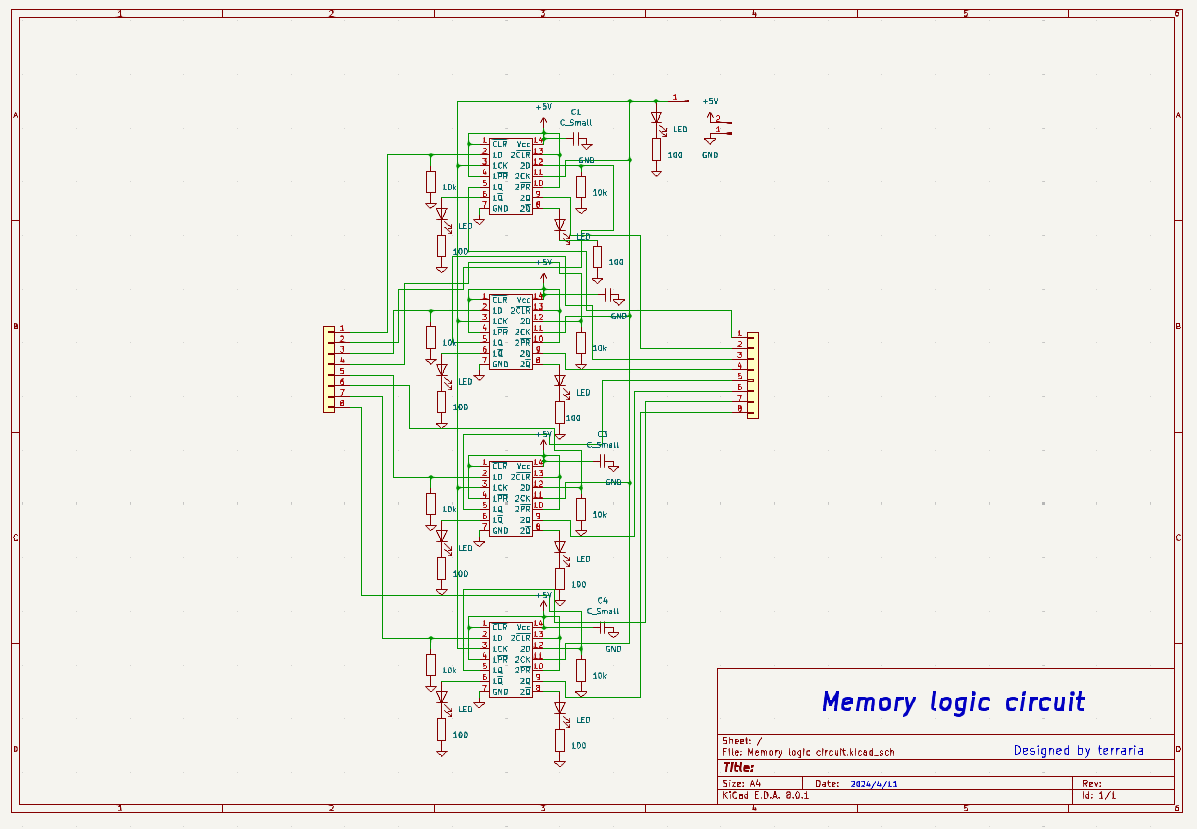 1 2 3 4 5 6
A
1
+5V
+5V
C1
C_Small
2
LED
1
1 CLR Vcc 14
GND
2 1D 2CLR 13
100
GND
3 1CK 2D 12
4 1PR 2CK 11
10k
5 1Q 2PR 10
10k
6 1Q 2Q 9
7 GND 2Q 8
LED
LED
100
100
+5V
1 CLR Vcc 14
2 1D 2CLR 13
GND
3 1CK 2D 12
B
B
1
4 1PR 2CK 11
1
2
10k
5 1Q 2PR 10
2
3
6 1Q 2Q 9
10k
3
4
7 GND 2Q 8
4
5
LED
5
6
LED
6
7
7
8
100
8
100
+5V
C3
C_Small
1 CLR Vcc 14
2 1D 2CLR 13
GND
3 1CK 2D 12
4 1PR 2CK 11
10k
5 1Q 2PR 10
10k
6 1Q 2Q 9
7 GND 2Q 8
C
C
LED
LED
100
100
+5V
C4
C_Small
1 CLR Vcc 14
2 1D 2CLR 13
3 1CK 2D 12
GND
4 1PR 2CK 11
10k
5 1Q 2PR 10
10k
6 1Q 2Q 9
7 GND 2Q 8
LED
LED
100
100
Memory logic circuit
Sheet: /
File: Memory logic circuit.kicad_sch
Designed by terraria
D
D
Title:
Size: A4
Date: 2024/4/11
Rev:
KiCad E.D.A. 8.0.1
Id: 1/1
1 2 3 4 5 6